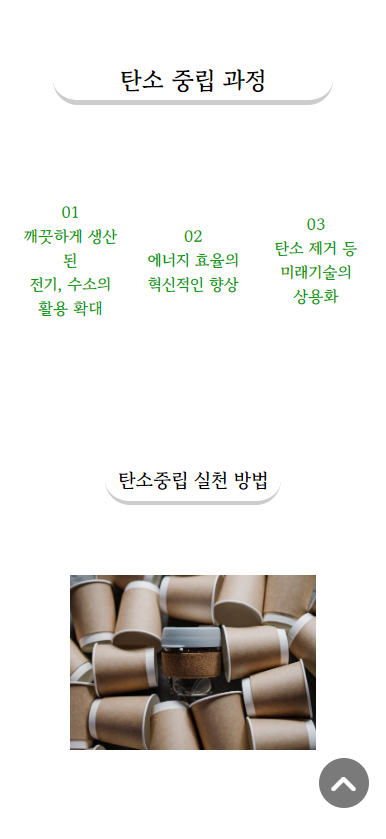 탄소 중립 과정
01
깨끗하게 생산
된
전기, 수소의
활용 확대
02
에너지 효율의
혁신적인 향상
03
탄소 제거 등
미래기술의
상용화
탄소중립 실천 방법